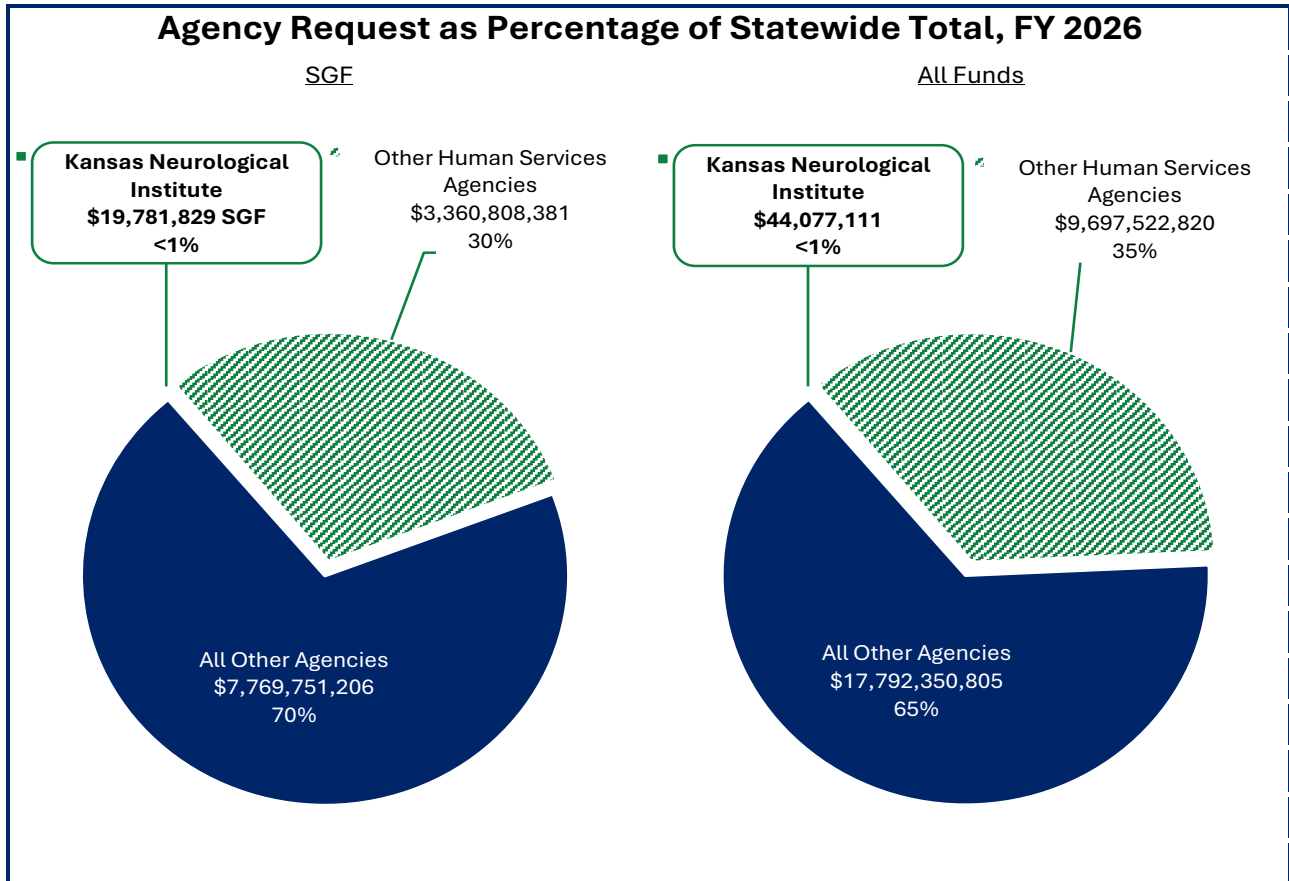 Agency Request as Percentage of Statewide Total, FY 2026
SGF
Kansas Neurological
Institute
$19,781,829 SGF
<1%
Other Human Services
Agencies
$3,360,808,381
30%
All Other Agencies
$7,769,751,206
70%
All Funds
Kansas Neurological
Institute
$44,077,111
<1%
Other Human Services
Agencies
$9,697,522,820
35%
All Other Agencies
$17,792,350,805
65%